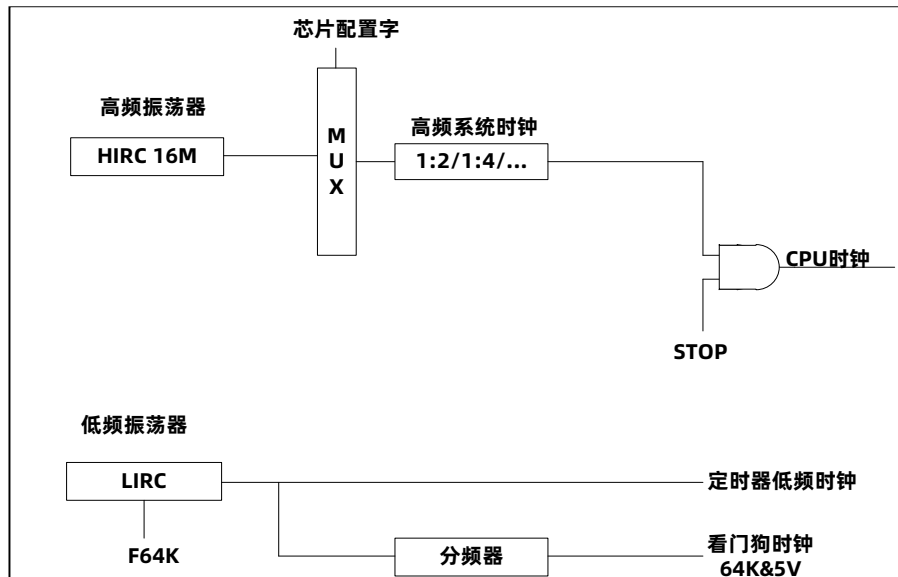 芯片配置字
高频振荡器
HIRC 16M
M
U
X
高频系统时钟
1:2/1:4/...
CPU时钟
STOP
低频振荡器
LIRC
定时器低频时钟
F64K
分频器
看门狗时钟
64K&5V